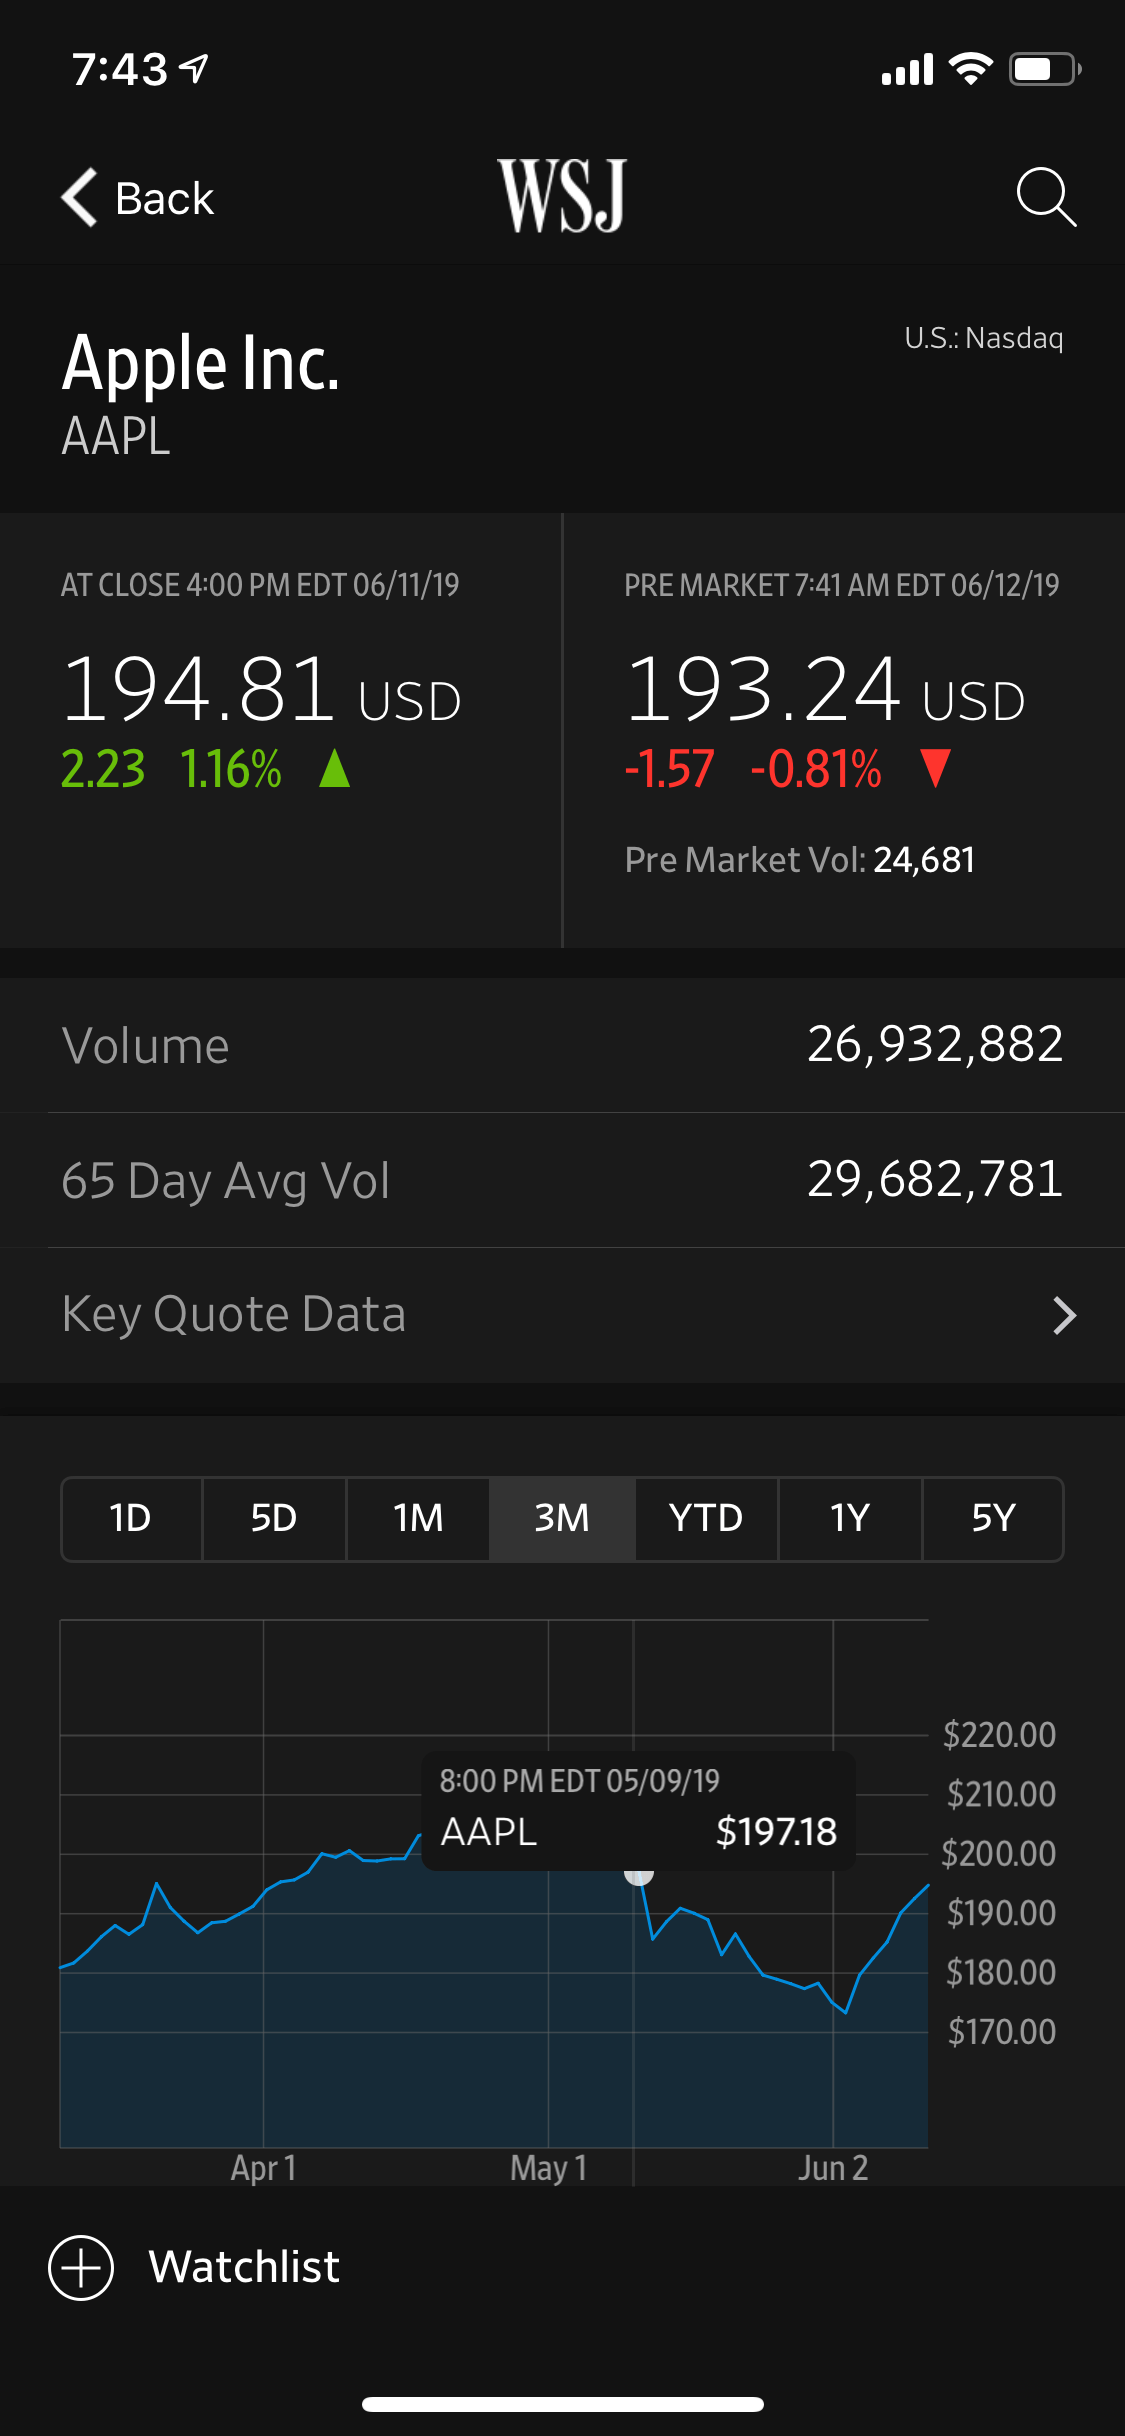 7:43
Back
WSJ
Apple Inc.
U.S.: Nasdaq
AAPL
AT CLOSE 4:00 PM EDT 06/11/19
194.81 USD
2.23 1.16%
PRE MARKET 7:41 AM EDT 06/12/19
193.24 USD
-1.57 -0.81%
Pre Market Vol: 24,681
Volume 26,932,882
65 Day Avg Vol 29,682,781
Key Quote Data
1D 5D 1M 3M YTD 1Y 5Y
8:00 PM EDT 05/09/19
AAPL $197.18
$220.00
$210.00
$200.00
$190.00
$180.00
$170.00
Apr 1 May 1 Jun 2
Watchlist